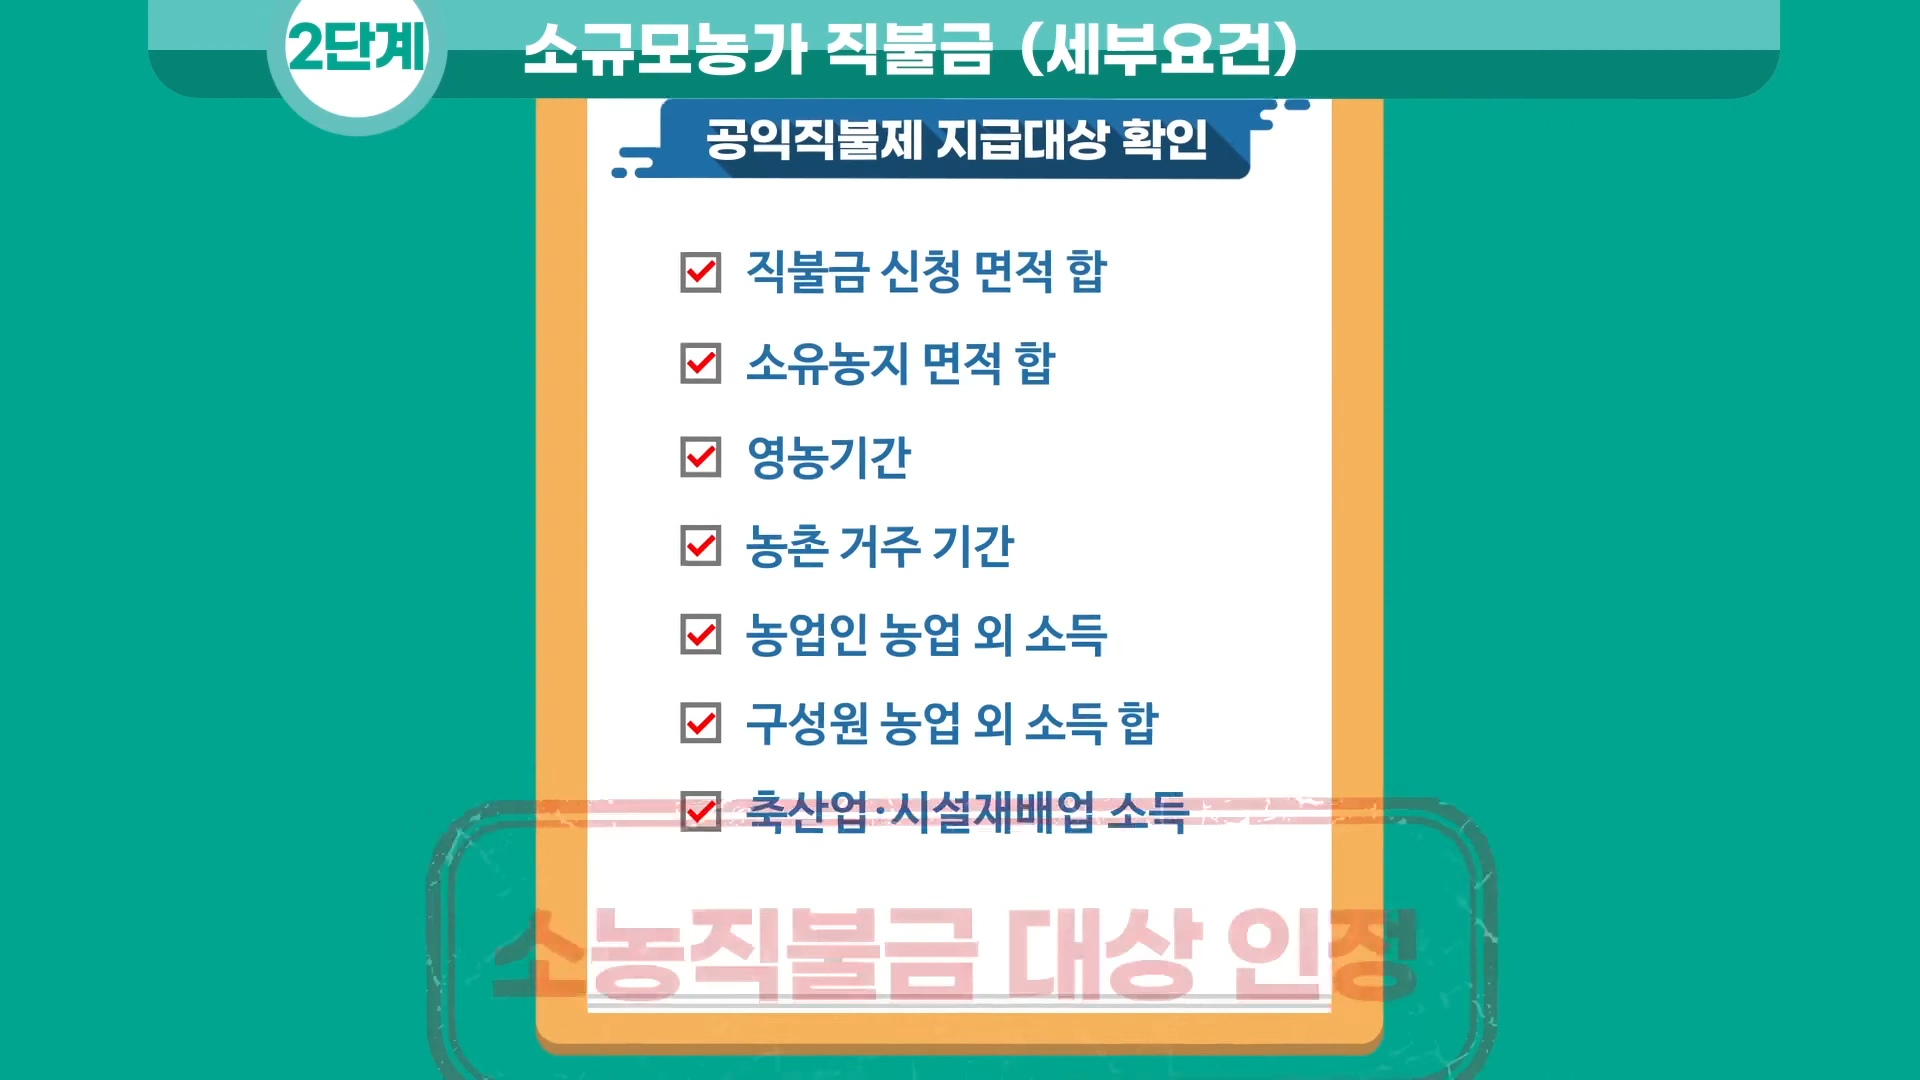 2단계
소규모농가 직불금 (세부요건)
공익직불제 지급대상 확인
직불금 신청 면적 합
소유농지 면적 합
영농기간
농촌 거주 기간
농업인 농업 외 소득
구성원 농업 외 소득 합
축산업·시설재배업 소득
소농직불금 대상 인정